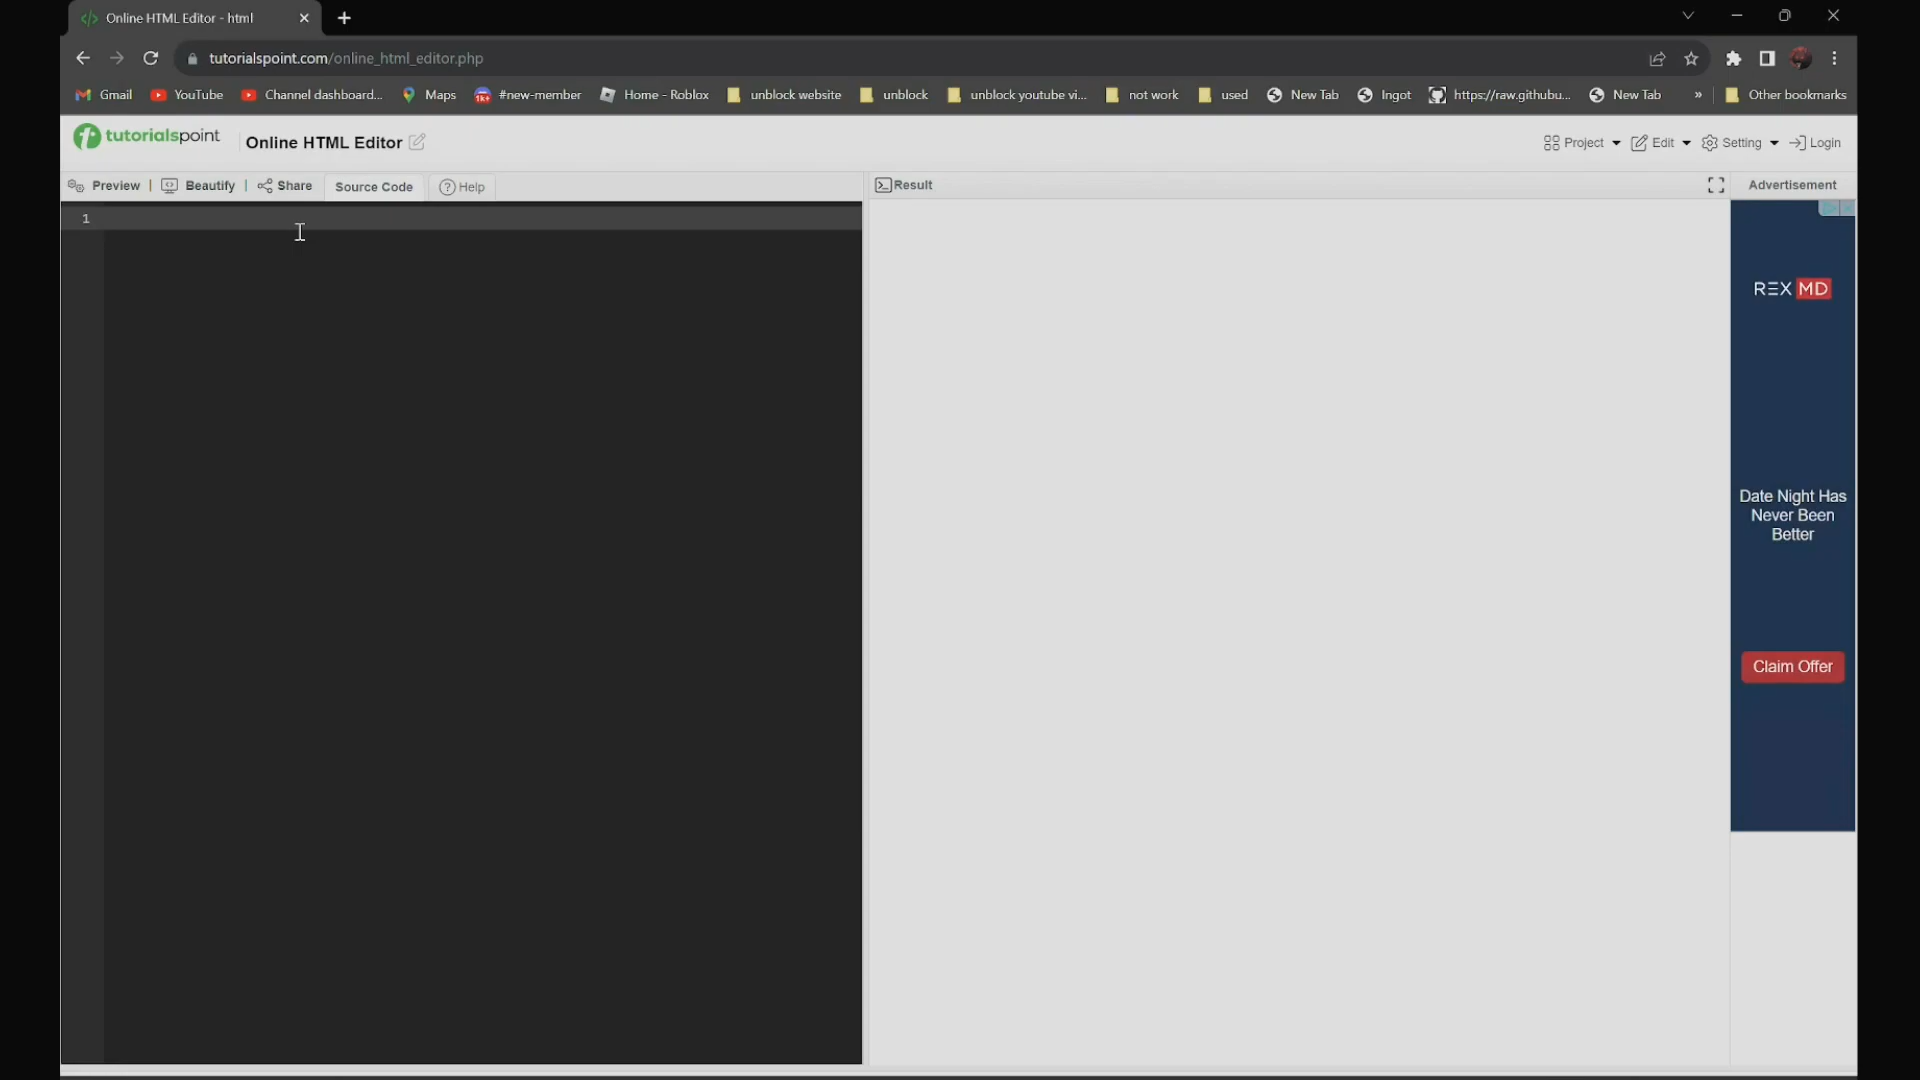 Online HTML Editor - html
tutorialspoint.com/online_html_editor.php
Gmail YouTube Channel dashboard... Maps 1k+ #new-member Home - Roblox unblock website unblock unblock youtube vi... not work used New Tab Ingot https://raw.githubu... New Tab » Other bookmarks
tutorialspoint Online HTML Editor Project Edit Setting Login
Preview | Beautify | Share Source Code ? Help Result Advertisement
1
REX MD
Date Night Has
Never Been
Better
Claim Offer